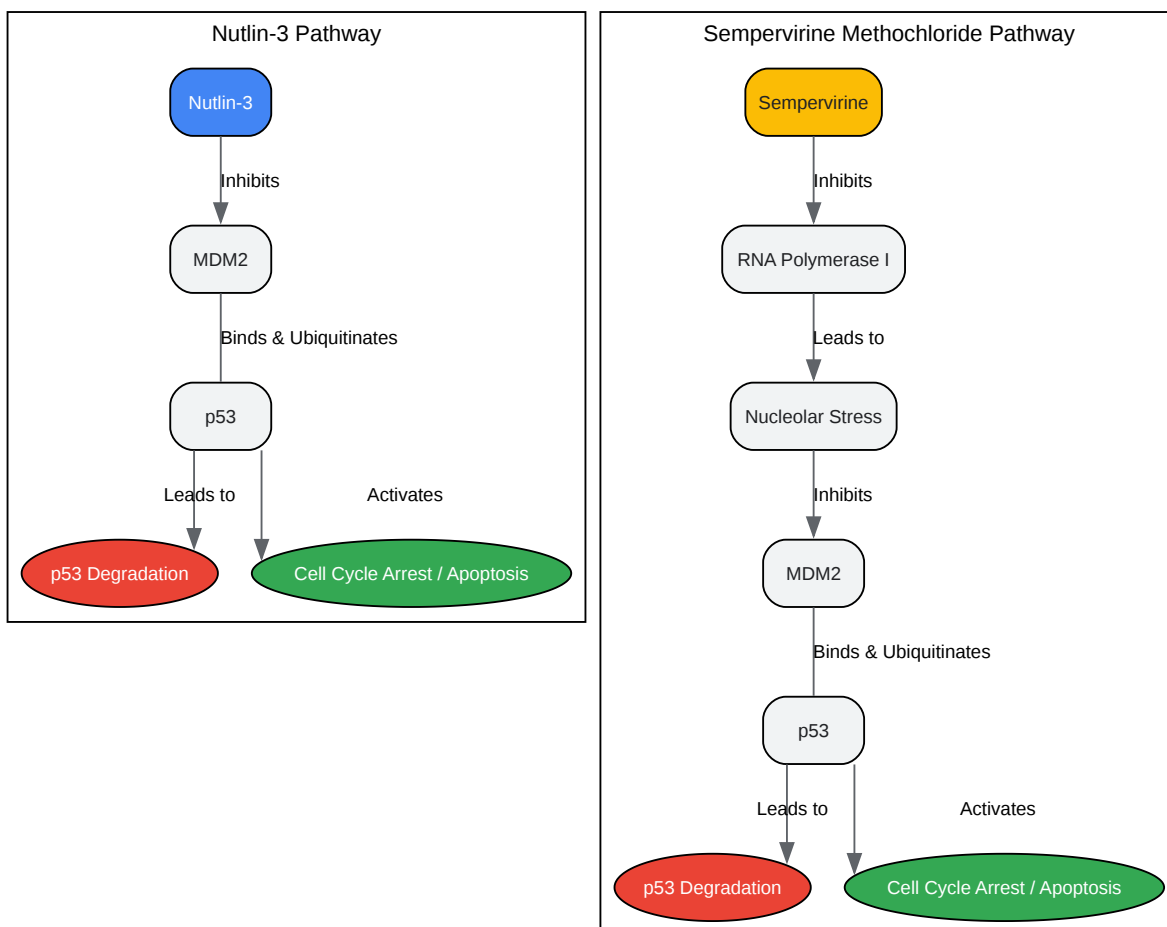 Nutlin-3 Pathway
Nutlin-3
Inhibits
MDM2
Binds & Ubiquitinates
p53
Leads to
Activates
p53 Degradation
Cell Cycle Arrest / Apoptosis
Sempervirine Methochloride Pathway
Sempervirine
Inhibits
RNA Polymerase I
Leads to
Nucleolar Stress
Inhibits
MDM2
Binds & Ubiquitinates
p53
Leads to
Activates
p53 Degradation
Cell Cycle Arrest / Apoptosis